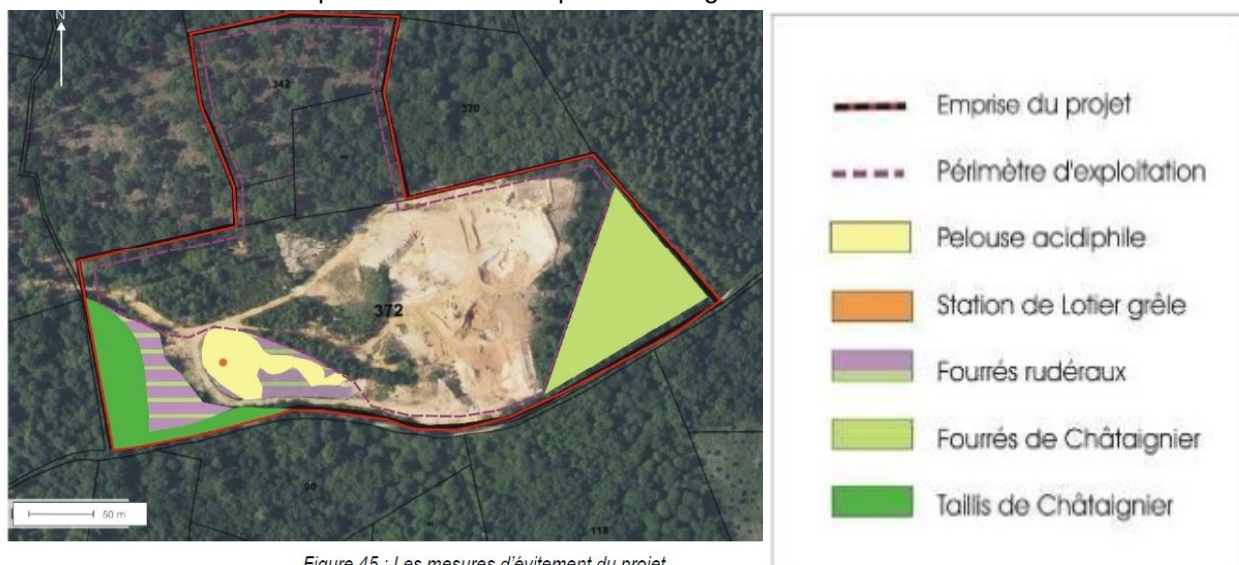 N
342
370
372
50 m
118
Figure 45 : Les mesures d'évitement du projet
Emprise du projet
Périmètre d'exploitation
Pelouse acidiphile
Station de Lotier grêle
Fourrés rudéraux
Fourrés de Châtaignier
Taillis de Châtaignier